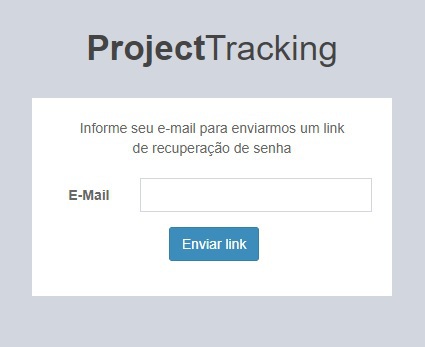 ProjectTracking
Informe seu e-mail para enviarmos um link
de recuperação de senha
E-Mail
Enviar link